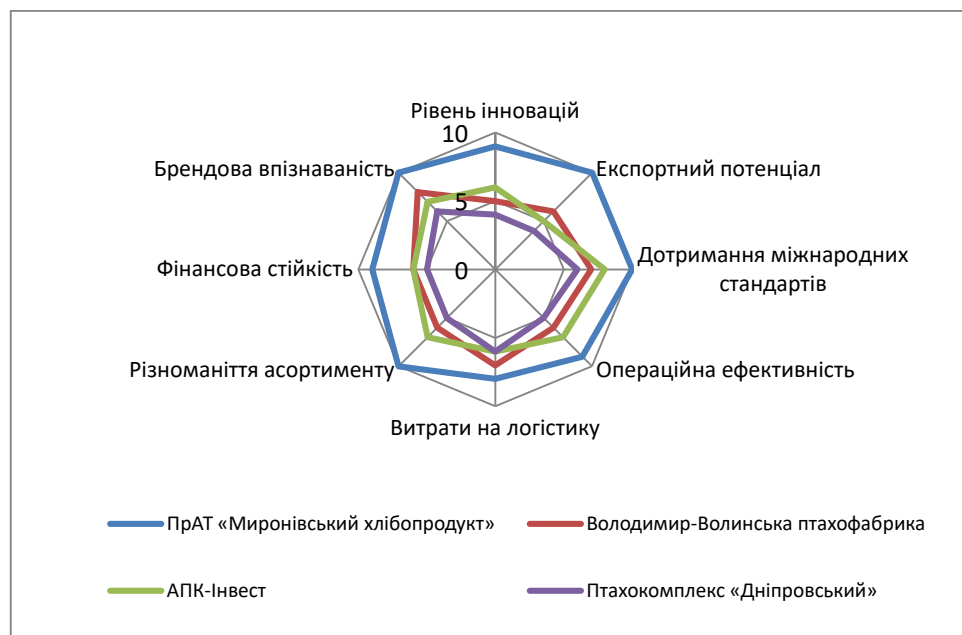 Рівень інновацій
10
Брендова впізнаваність
Експортний потенціал
5
Фінансова стійкість
0
Дотримання міжнародних
стандартів
Різноманіття асортименту
Операційна ефективність
Витрати на логістику
ПрАТ «Миронівський хлібопродукт»
Володимир-Волинська птахофабрика
АПК-Інвест
Птахокомплекс «Дніпровський»